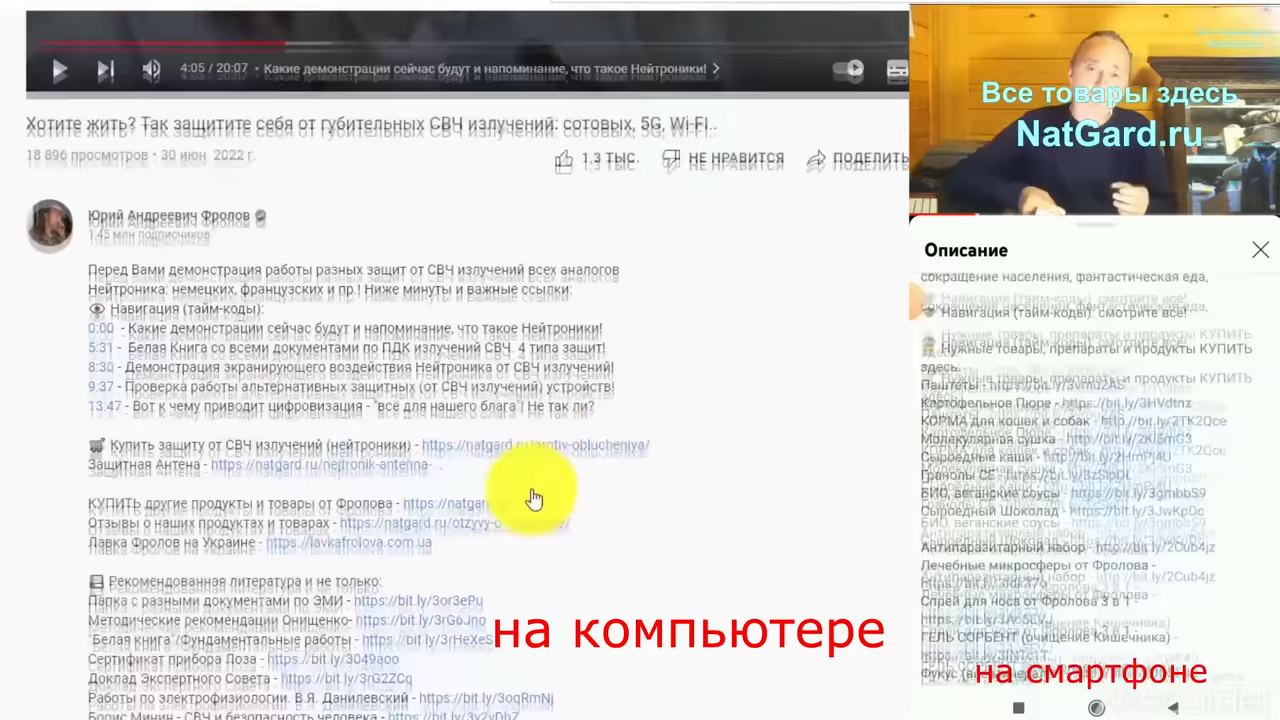 4:05 / 20:07 • Какие демонстрации сейчас будут и напоминание, что такое Нейтроники!
Хотите жить? Так защитите себя от губительных СВЧ излучений: сотовых, 5G, Wi-Fi..
18 896 просмотров • 30 июн. 2022 г.
1,3 ТЫС.
НЕ НРАВИТСЯ
ПОДЕЛИТЬ
Юрий Андреевич Фролов
1,45 млн подписчиков
Перед Вами демонстрация работы разных защит от СВЧ излучений всех аналогов
Нейтроника: немецких, французских и пр.! Ниже минуты и важные ссылки:
Навигация (тайм-коды):
0:00 - Какие демонстрации сейчас будут и напоминание, что такое Нейтроники!
5:31 - Белая Книга со всеми документами по ПДК излучений СВЧ. 4 типа защит!
8:30 - Демонстрация экранирующего воздействия Нейтроника от СВЧ излучений!
9:37 - Проверка работы альтернативных защитных (от СВЧ излучений) устройств!
13:47 - Вот к чему приводит цифровизация - "всё для нашего блага"! Не так ли?
Купить защиту от СВЧ излучений (нейтроники) - https://natgard.ru/protiv-oblucheniya/
Защитная Антена - https://natgard.ru/nejtronik-antenna-
КУПИТЬ другие продукты и товары от Фролова - https://natgar
Отзывы о наших продуктах и товарах - https://natgard.ru/otzyvy-o
Лавка Фролов на Украине - https://lavkafrolova.com.ua
Рекомендованная литература и не только:
Папка с разными документами по ЭМИ - https://bit.ly/3or3ePu
Методические рекомендации Онищенко- https://bit.ly/3rG6Jno
"Белая книга"/Фундаментальные работы - https://bit.ly/3rHeXeS
Сертификат прибора Лоза - https://bit.ly/3049aoo
Доклад Экспертного Совета - https://bit.ly/3rG2ZCq
Работы по электрофизиологии. В.Я. Данилевский - https://bit.ly/3oqRmNj
Борис Минин - СВЧ и безопасность человека - https://bit.ly/3y2vDb7
на компьютере
Все товары здесь
NatGard.ru
Описание
сокращение населения, фантастическая еда,
Навигация (тайм-коды): смотрите всё!
Нужные товары, препараты и продукты КУПИТЬ
здесь:
Паштеты - https://bit.ly/
Картофельное Пюре - https://bit.ly/3HVdtnz
КОРМА для кошек и собак - http://bit.ly/2TK2Qce
Молекулярная сушка - http://bit.ly/2Ki5mG3
Сыроедные каши -
БИО, веганские соусы - https://bit.ly/3gmbbS9
Сыроедный Шоколад - https://bit.ly/3JwKpDc
Антипаразитарный набор - http://bit.ly/2Cub4jz
Лечебные микросферы от Фролова -
Спрей для носа от Фролова 3 в 1 -
ГЕЛЬ СОРБЕНТ (очищение Кишечника) -
на смартфоне